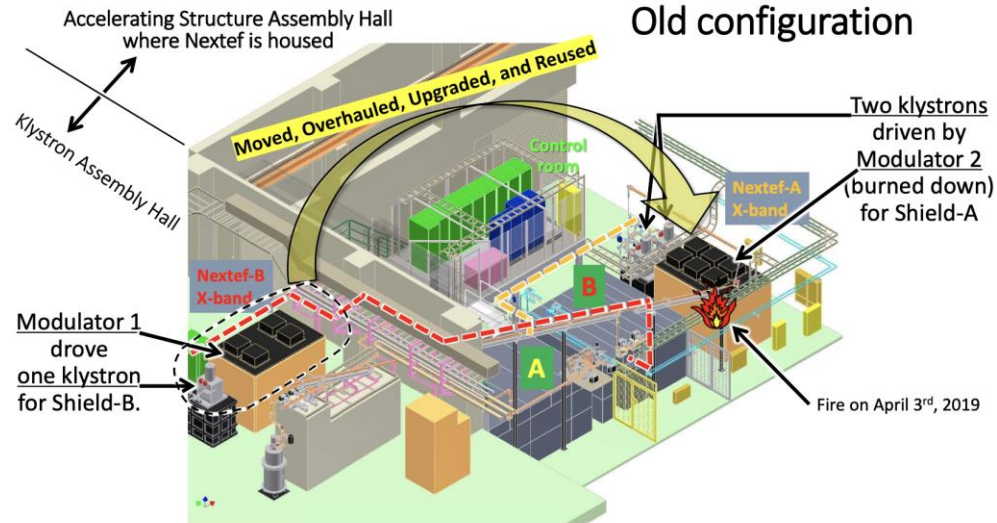 Old configuration
Accelerating Structure Assembly Hall
where Nextef is housed
Klystron Assembly Hall
Moved, Overhauled, Upgraded, and Reused
Control
room
Two klystrons
driven by
Modulator 2
(burned down)
for Shield-A
Nextef-A
X-band
Nextef-B
X-band
B
A
Modulator 1
drove
one klystron
for Shield-B.
Fire on April 3rd, 2019